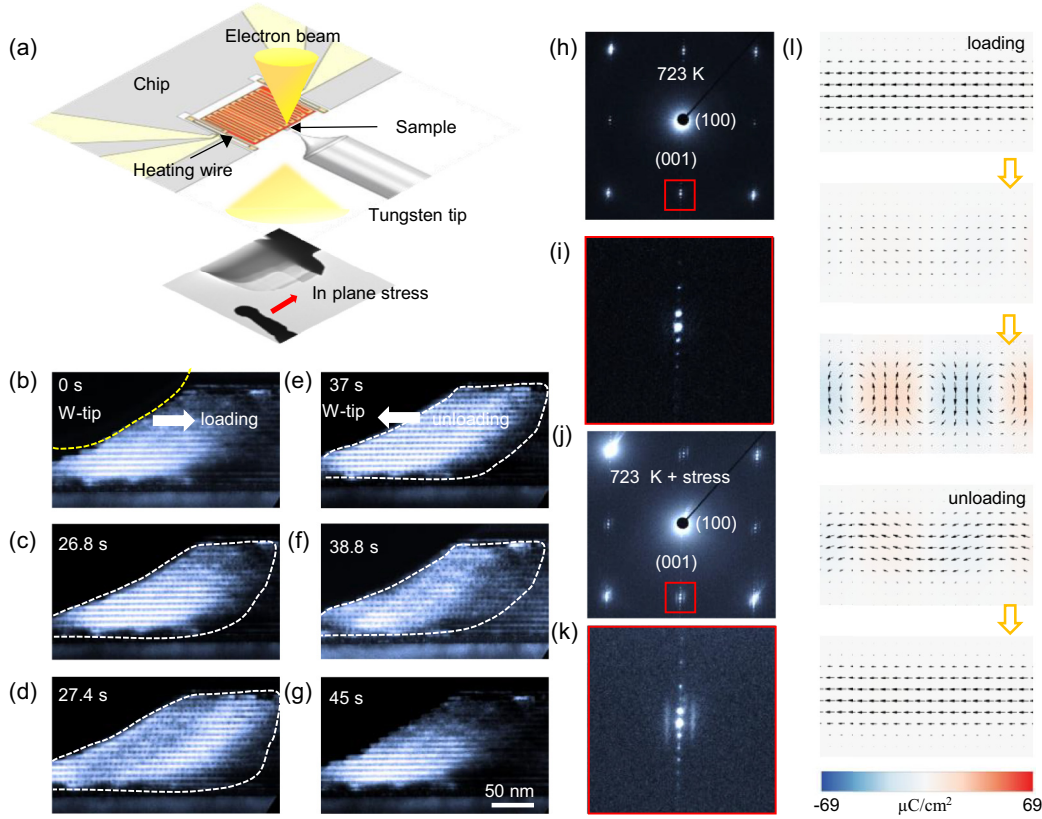 (a)
Electron beam
Chip
Sample
Heating wire
Tungsten tip
In plane stress
(b)
0 s
W-tip
loading
(c)
26.8 s
(d)
27.4 s
(e)
37 s
W-tip
unloading
(f)
38.8 s
(g)
45 s
50 nm
(h)
723 K
(100)
(001)
(i)
(j)
723 K + stress
(100)
(001)
(k)
(l)
loading
unloading
-69
μC/cm²
69